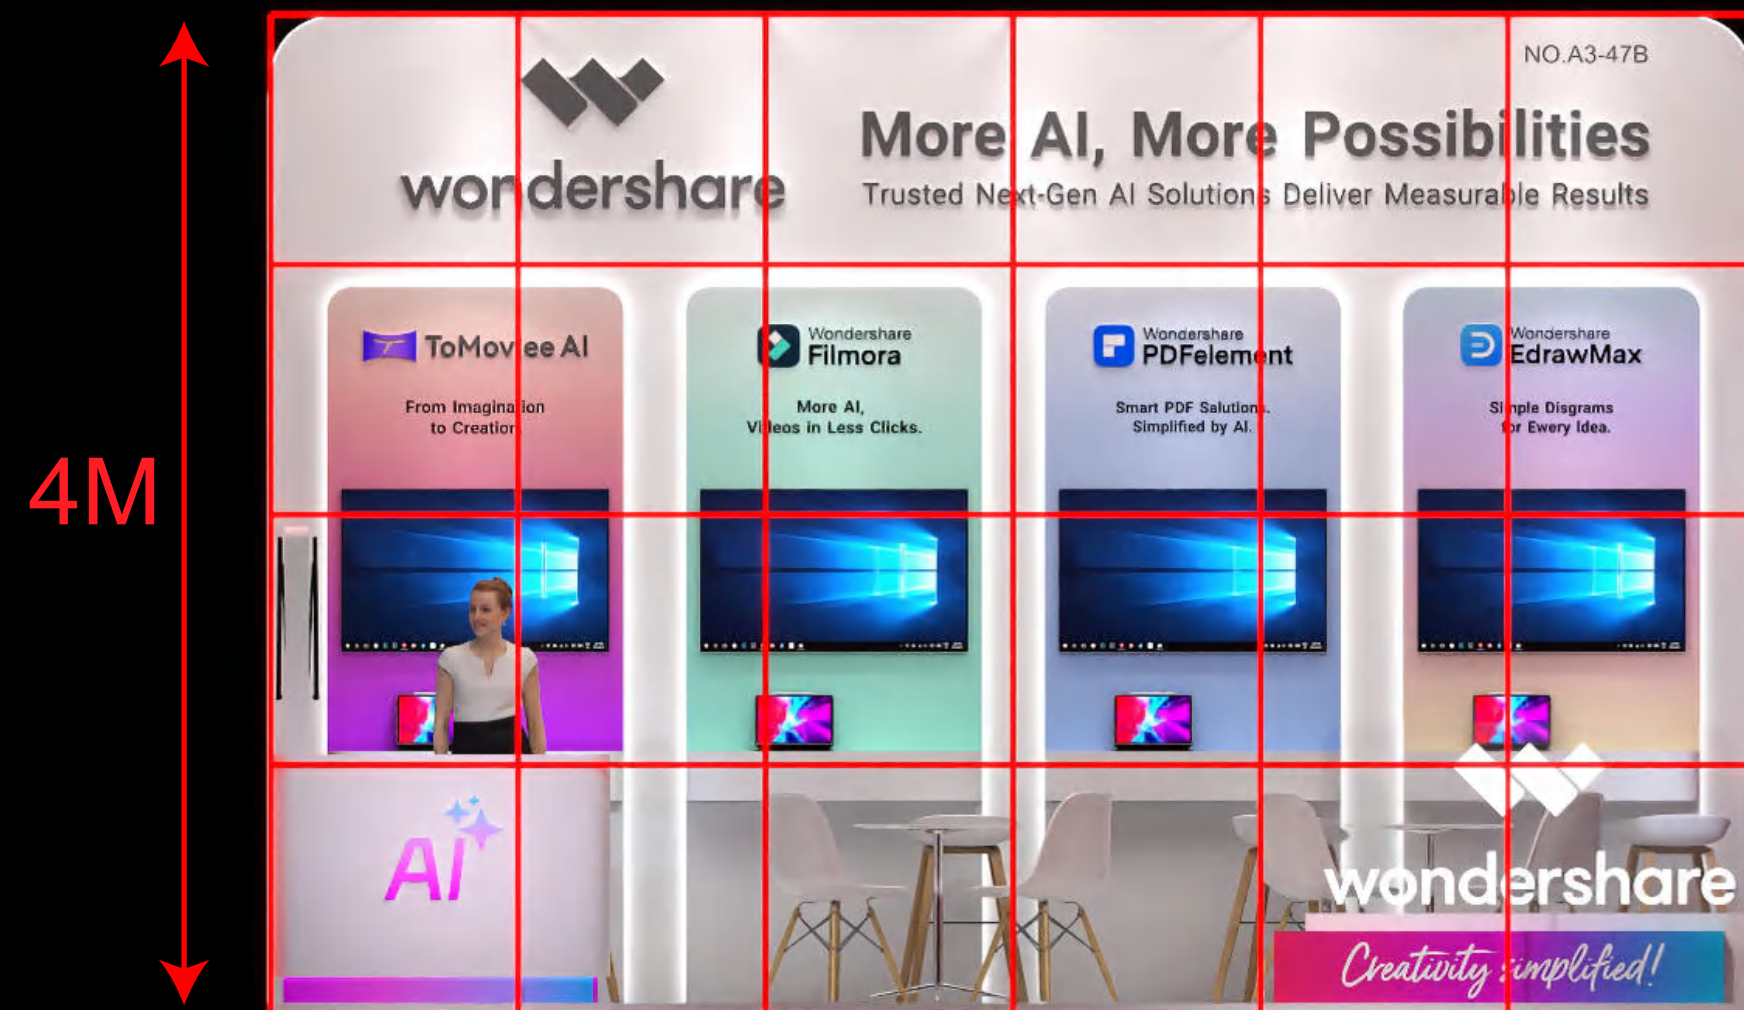 4M
NO.A3-47B
wondershare
More AI, More Possibilities
Trusted Next-Gen AI Solutions Deliver Measurable Results
ToMoviee AI
From Imagination
to Creation.
Wondershare
Filmora
More AI,
Videos in Less Clicks.
Wondershare
PDFelement
Smart PDF Salutions.
Simplified by AI.
Wondershare
EdrawMax
Simple Disgrams
for Ewery Idea.
AI
wondershare
Creativity simplified!